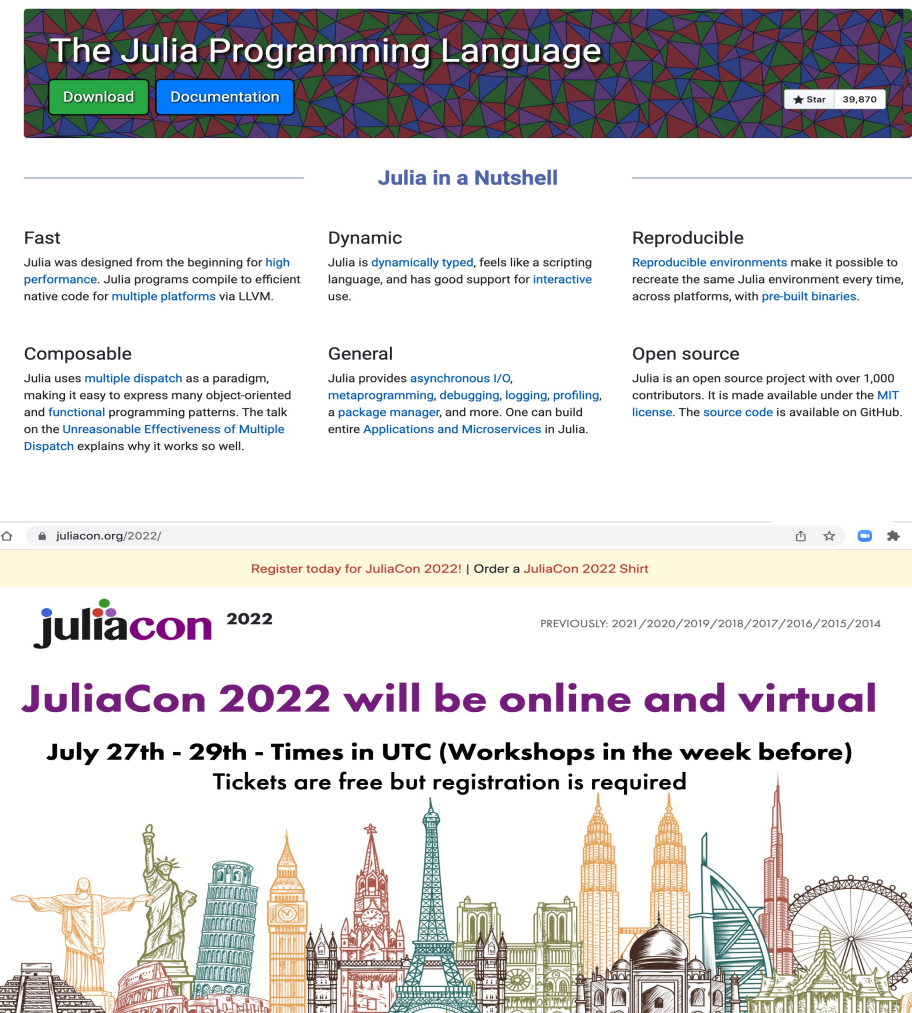 The Julia Programming Language
Download
Documentation
Star
39,870
Julia in a Nutshell
Fast
Julia was designed from the beginning for high
performance. Julia programs compile to efficient
native code for multiple platforms via LLVM.
Dynamic
Julia is dynamically typed, feels like a scripting
language, and has good support for interactive
use.
Reproducible
Reproducible environments make it possible to
recreate the same Julia environment every time,
across platforms, with pre-built binaries.
Composable
Julia uses multiple dispatch as a paradigm,
making it easy to express many object-oriented
and functional programming patterns. The talk
on the Unreasonable Effectiveness of Multiple
Dispatch explains why it works so well.
General
Julia provides asynchronous I/O,
metaprogramming, debugging, logging, profiling,
a package manager, and more. One can build
entire Applications and Microservices in Julia.
Open source
Julia is an open source project with over 1,000
contributors. It is made available under the MIT
license. The source code is available on GitHub.
juliacon.org/2022/
Register today for JuliaCon 2022! | Order a JuliaCon 2022 Shirt
juliacon 2022
PREVIOUSLY: 2021/2020/2019/2018/2017/2016/2015/2014
JuliaCon 2022 will be online and virtual
July 27th - 29th - Times in UTC (Workshops in the week before)
Tickets are free but registration is required